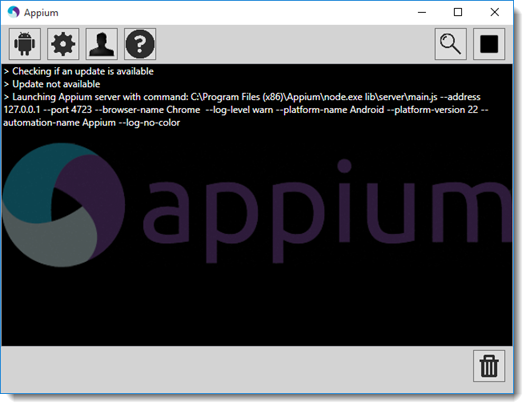 Appium
> Checking if an update is available
> Update not available
> Launching Appium server with command: C:\Program Files (x86)\Appium\node.exe lib\server\main.js --address
127.0.0.1 --port 4723 --browser-name Chrome  --log-level warn --platform-name Android --platform-version 22 --
automation-name Appium --log-no-color
appium